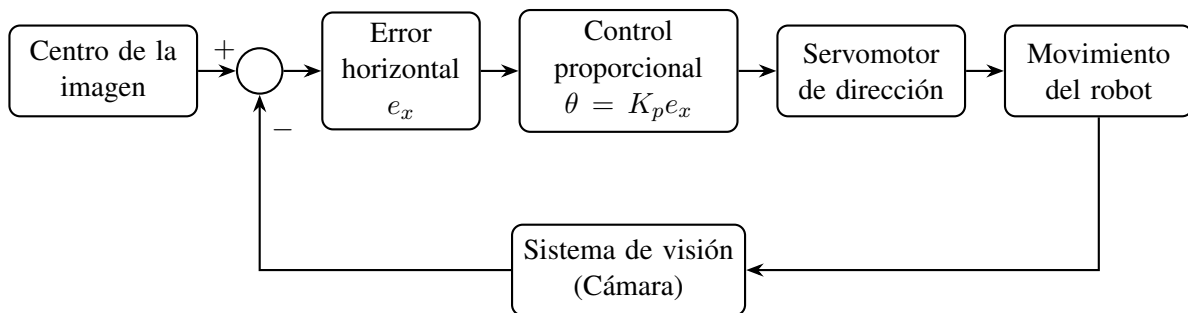 Centro de la
imagen
+
−
Error
horizontal
e_x
Control
proporcional
θ = K_p e_x
Servomotor
de dirección
Movimiento
del robot
Sistema de visión
(Cámara)